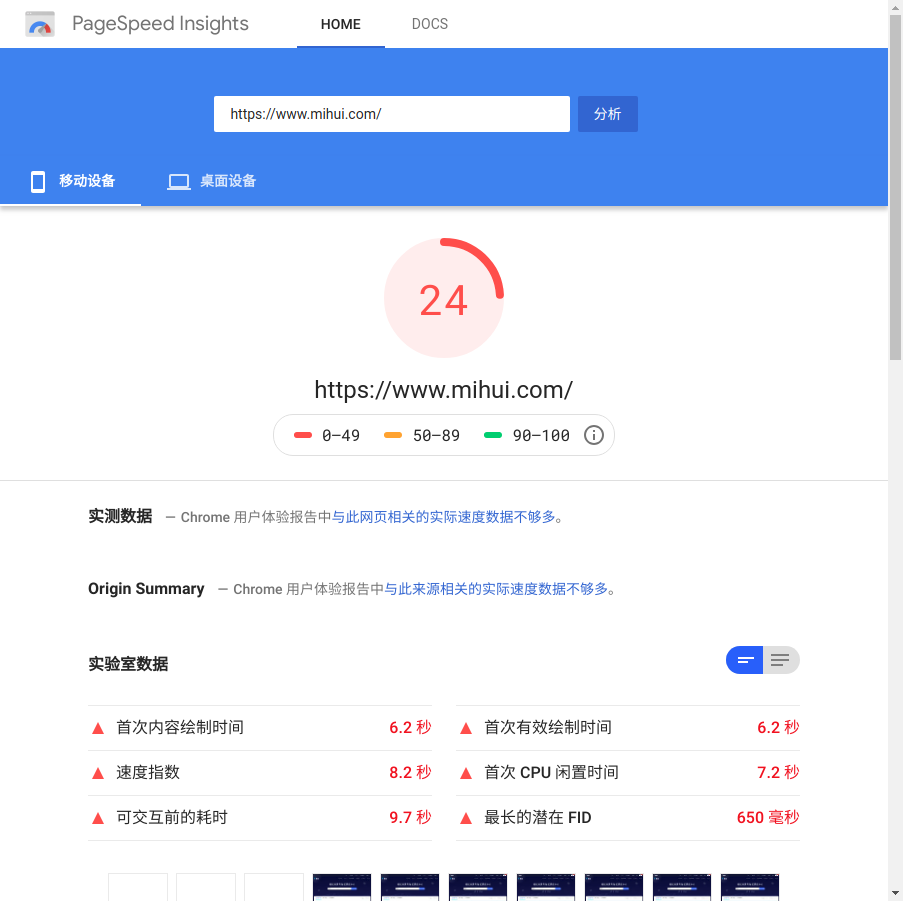 PageSpeed Insights HOME DOCS
https://www.mihui.com/ 分析
移动设备 桌面设备
24
https://www.mihui.com/
0–49 50–89 90–100
实测数据 — Chrome 用户体验报告中与此网页相关的实际速度数据不够多。
Origin Summary — Chrome 用户体验报告中与此来源相关的实际速度数据不够多。
实验室数据
首次内容绘制时间 6.2 秒 首次有效绘制时间 6.2 秒
速度指数 8.2 秒 首次 CPU 闲置时间 7.2 秒
可交互前的耗时 9.7 秒 最长的潜在 FID 650 毫秒